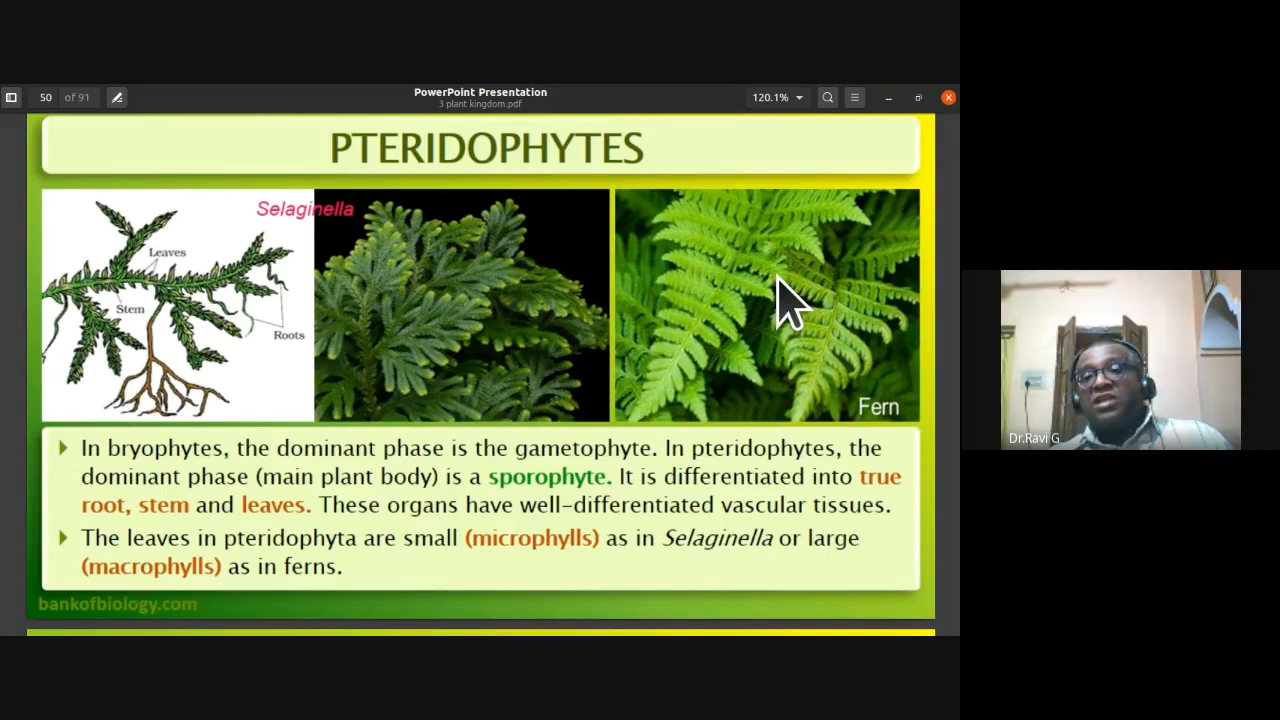 50 of 91
PowerPoint Presentation
3 plant kingdom.pdf
120.1%
PTERIDOPHYTES
Selaginella
Leaves
Stem
Roots
Fern
In bryophytes, the dominant phase is the gametophyte. In pteridophytes, the
dominant phase (main plant body) is a sporophyte. It is differentiated into true
root, stem and leaves. These organs have well-differentiated vascular tissues.
The leaves in pteridophyta are small (microphylls) as in Selaginella or large
(macrophylls) as in ferns.
bankofbiology.com
Dr.Ravi G